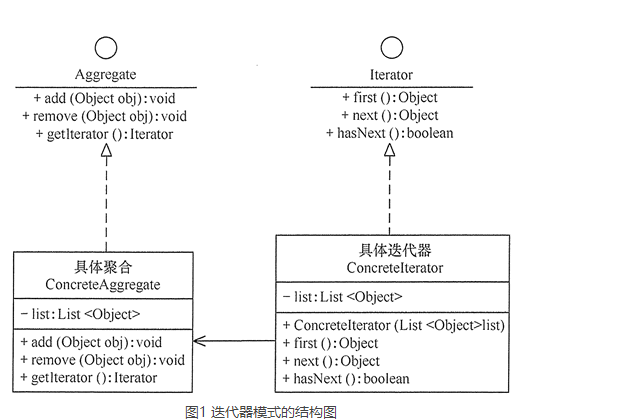 Aggregate
+ add (Object obj) : void
+ remove (Object obj) : void
+ getIterator () : Iterator
Iterator
+ first () : Object
+ next () : Object
+ hasNext () : boolean
具体聚合
ConcreteAggregate
− list : List <Object>
+ add (Object obj) : void
+ remove (Object obj) : void
+ getIterator () : Iterator
具体迭代器
ConcreteIterator
− list : List <Object>
+ ConcreteIterator (List <Object>list)
+ first () : Object
+ next () : Object
+ hasNext () : boolean
图1 迭代器模式的结构图